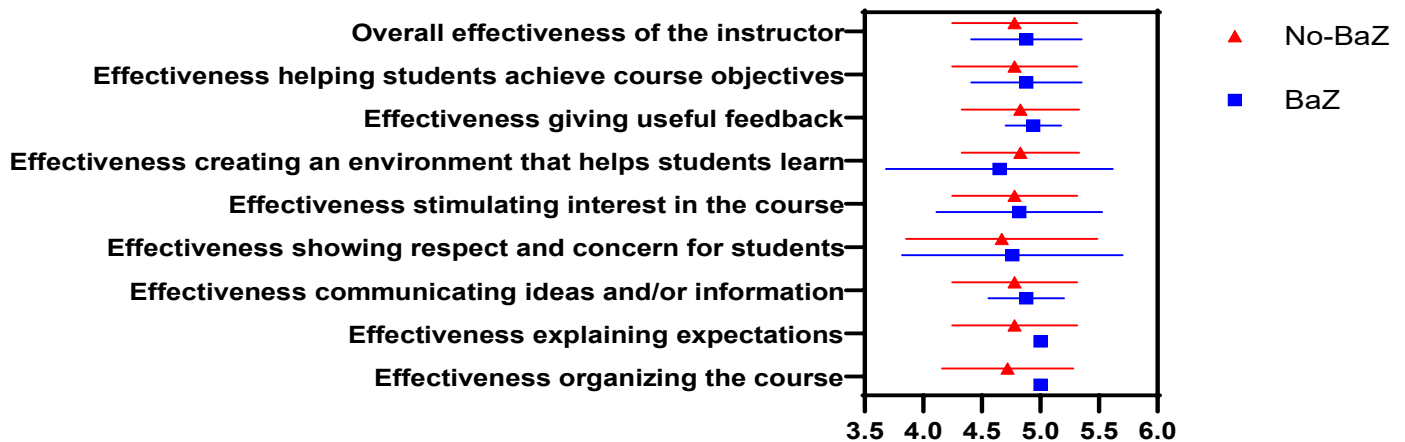 Overall effectiveness of the instructor
Effectiveness helping students achieve course objectives
Effectiveness giving useful feedback
Effectiveness creating an environment that helps students learn
Effectiveness stimulating interest in the course
Effectiveness showing respect and concern for students
Effectiveness communicating ideas and/or information
Effectiveness explaining expectations
Effectiveness organizing the course
3.5 4.0 4.5 5.0 5.5 6.0
No-BaZ
BaZ